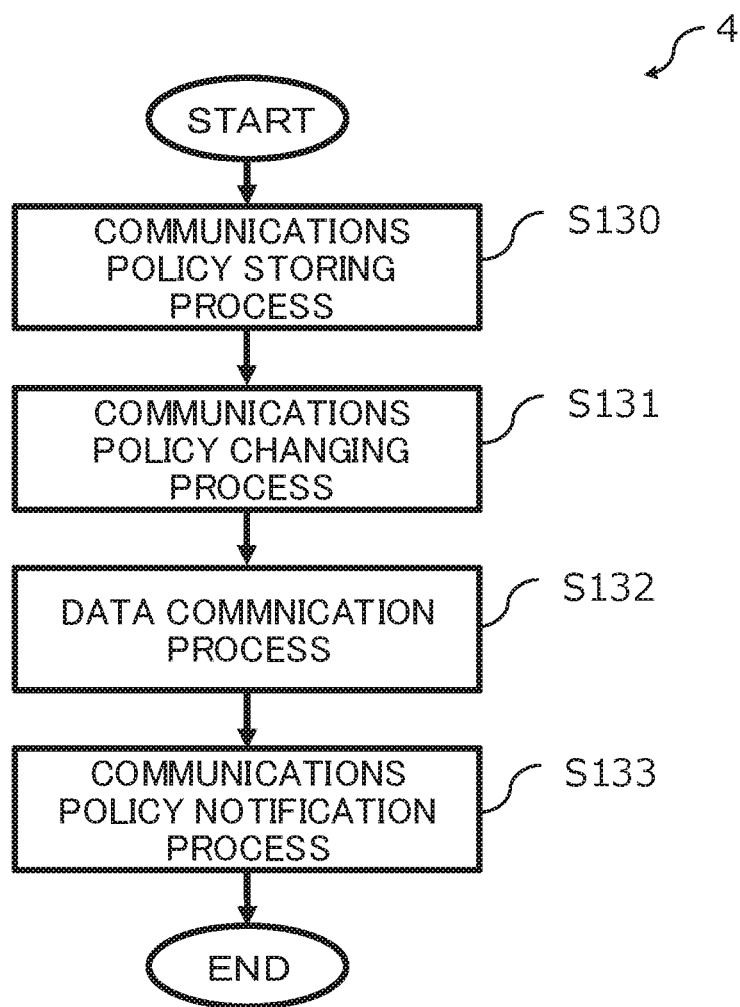 4
START
COMMUNICATIONS
POLICY STORING
PROCESS
S130
COMMUNICATIONS
POLICY CHANGING
PROCESS
S131
DATA COMMNICATION
PROCESS
S132
COMMUNICATIONS
POLICY NOTIFICATION
PROCESS
S133
END